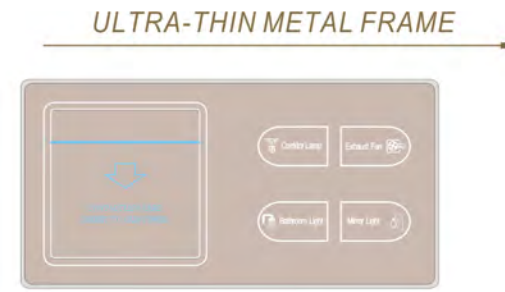 ULTRA-THIN METAL FRAME
Corridor Lamp
Exhaust Fan
Bathroom Light
Mirror Light